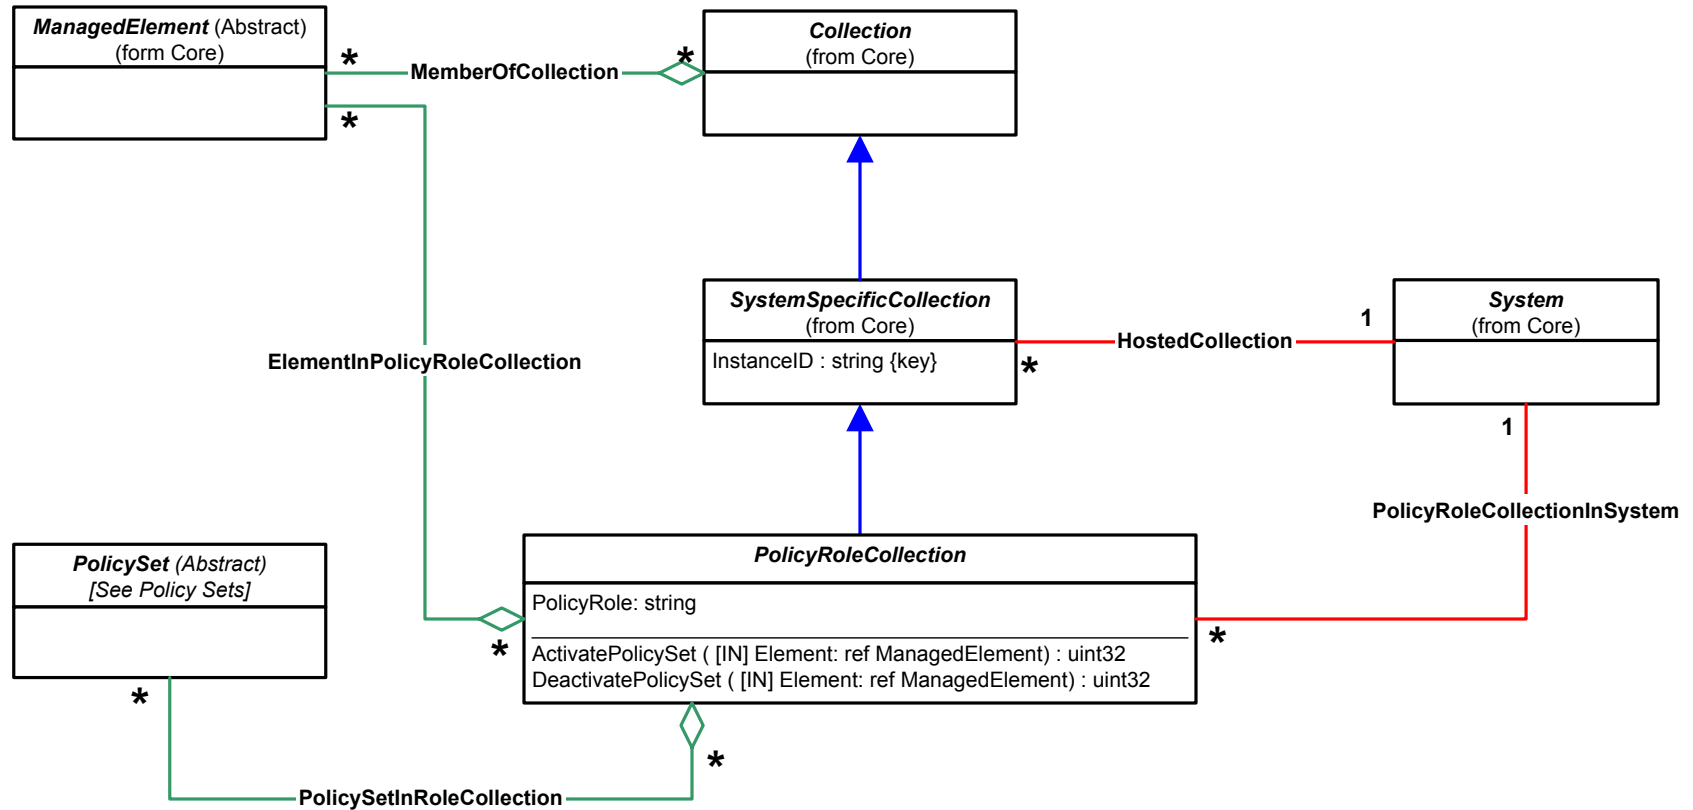 ManagedElement (Abstract)
(form Core)
*
MemberOfCollection
*
Collection
(from Core)
*
SystemSpecificCollection
(from Core)
InstanceID : string {key}
*
HostedCollection
1
System
(from Core)
1
ElementInPolicyRoleCollection
PolicyRoleCollectionInSystem
PolicySet (Abstract)
[See Policy Sets]
*
PolicyRoleCollection
PolicyRole: string
ActivatePolicySet ( [IN] Element: ref ManagedElement) : uint32
DeactivatePolicySet ( [IN] Element: ref ManagedElement) : uint32
*
*
*
PolicySetInRoleCollection